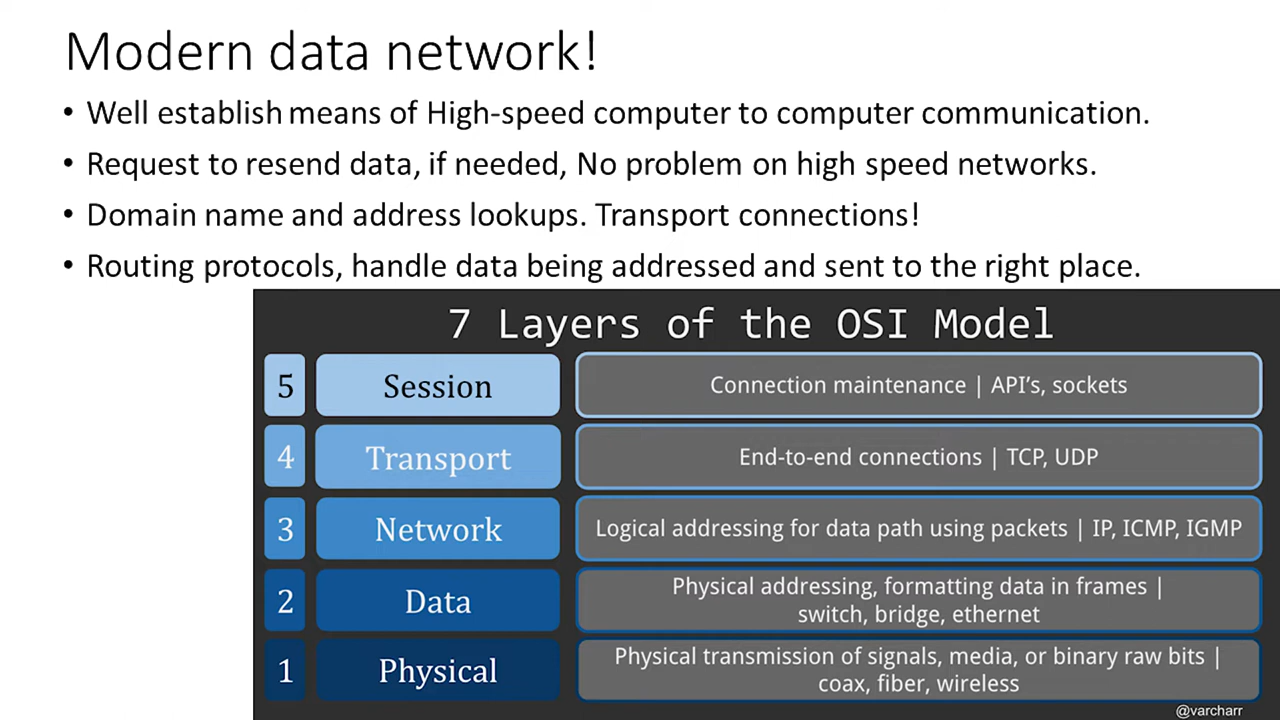 Modern data network!
• Well establish means of High-speed computer to computer communication.
• Request to resend data, if needed, No problem on high speed networks.
• Domain name and address lookups. Transport connections!
• Routing protocols, handle data being addressed and sent to the right place.
7 Layers of the OSI Model
5 Session Connection maintenance | API’s, sockets
4 Transport End-to-end connections | TCP, UDP
3 Network Logical addressing for data path using packets | IP, ICMP, IGMP
2 Data Physical addressing, formatting data in frames |
switch, bridge, ethernet
1 Physical Physical transmission of signals, media, or binary raw bits |
coax, fiber, wireless
@varcharr